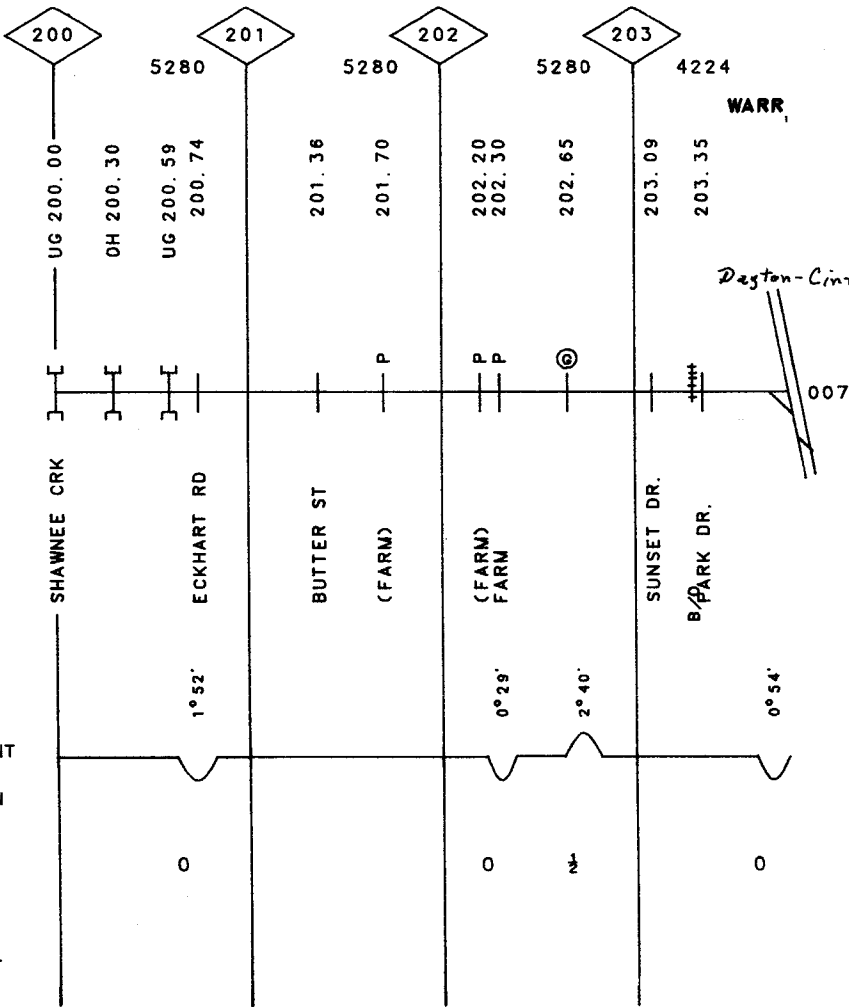 200 201 202 203
5280 5280 5280 4224
WARR
UG 200.00
OH 200.30
UG 200.59
200.74
201.36
201.70
202.20
202.30
202.65
203.09
203.35
Dayton-Cin
P P P G
007
SHAWNEE CRK
ECKHART RD
BUTTER ST
(FARM)
(FARM)
FARM
SUNSET DR.
B/O
PARK DR.
1°52' 0°29' 2°40' 0°54'
0 0 ½ 0